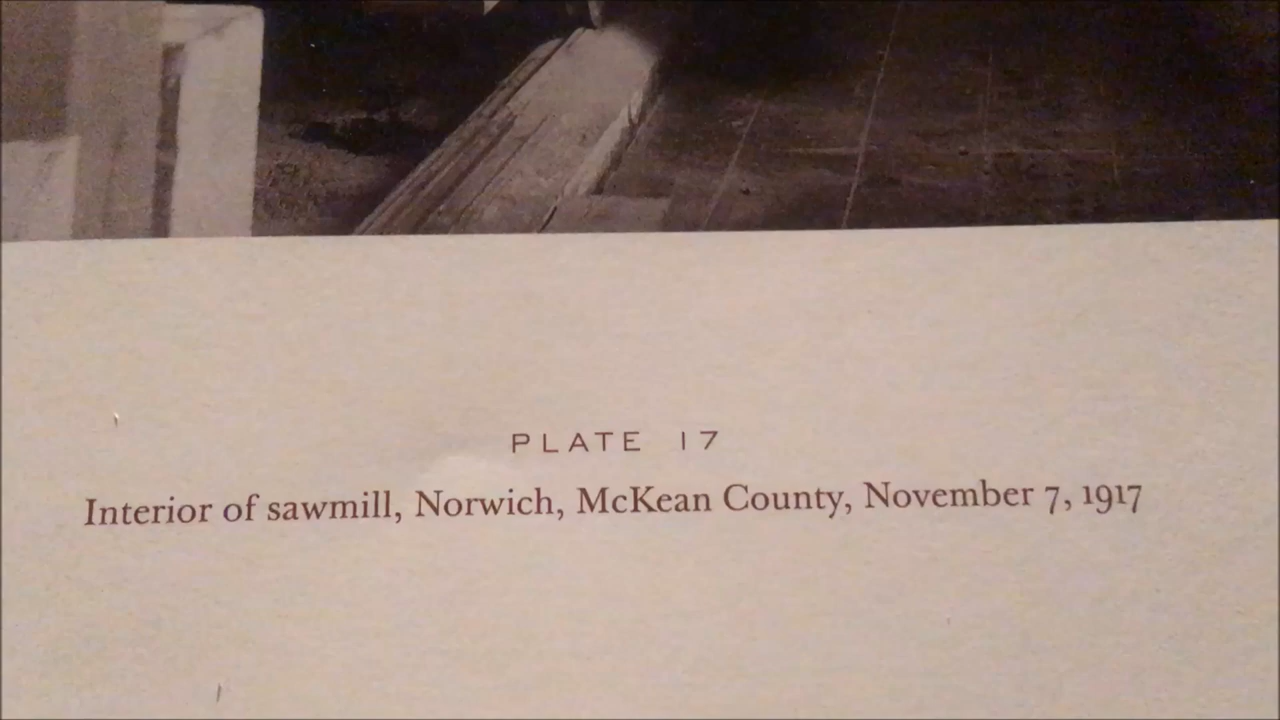 PLATE 17
Interior of sawmill, Norwich, McKean County, November 7, 1917